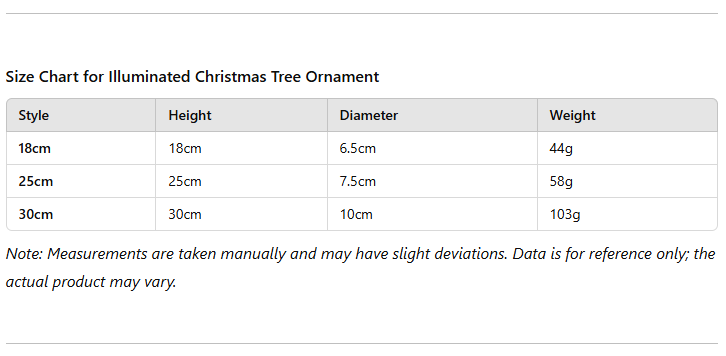 Size Chart for Illuminated Christmas Tree Ornament
Style Height Diameter Weight
18cm 18cm 6.5cm 44g
25cm 25cm 7.5cm 58g
30cm 30cm 10cm 103g
Note: Measurements are taken manually and may have slight deviations. Data is for reference only; the
actual product may vary.